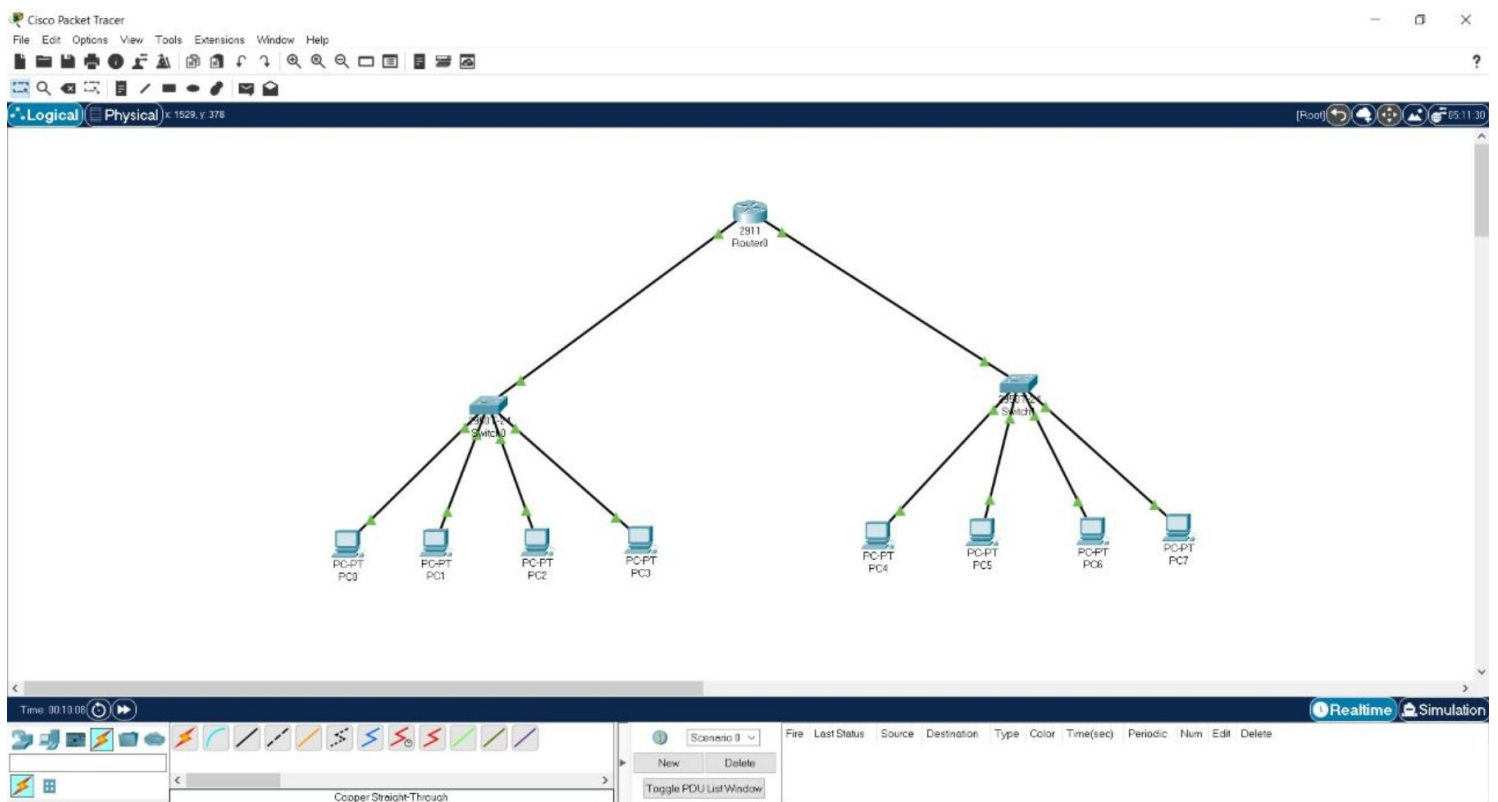 Cisco Packet Tracer
File Edit Options View Tools Extensions Window Help
?
Logical Physical x: 1529, y: 378 [Root] 05:11:30
2911
Router0
Switch0
Switch1
PC-PT
PC0
PC-PT
PC1
PC-PT
PC2
PC-PT
PC3
PC-PT
PC4
PC-PT
PC5
PC-PT
PC6
PC-PT
PC7
Time: 00:10:08 Realtime Simulation
Scenario 0
Fire Last Status Source Destination Type Color Time(sec) Periodic Num Edit Delete
New Delete
Toggle PDU List Window
Copper Straight-Through